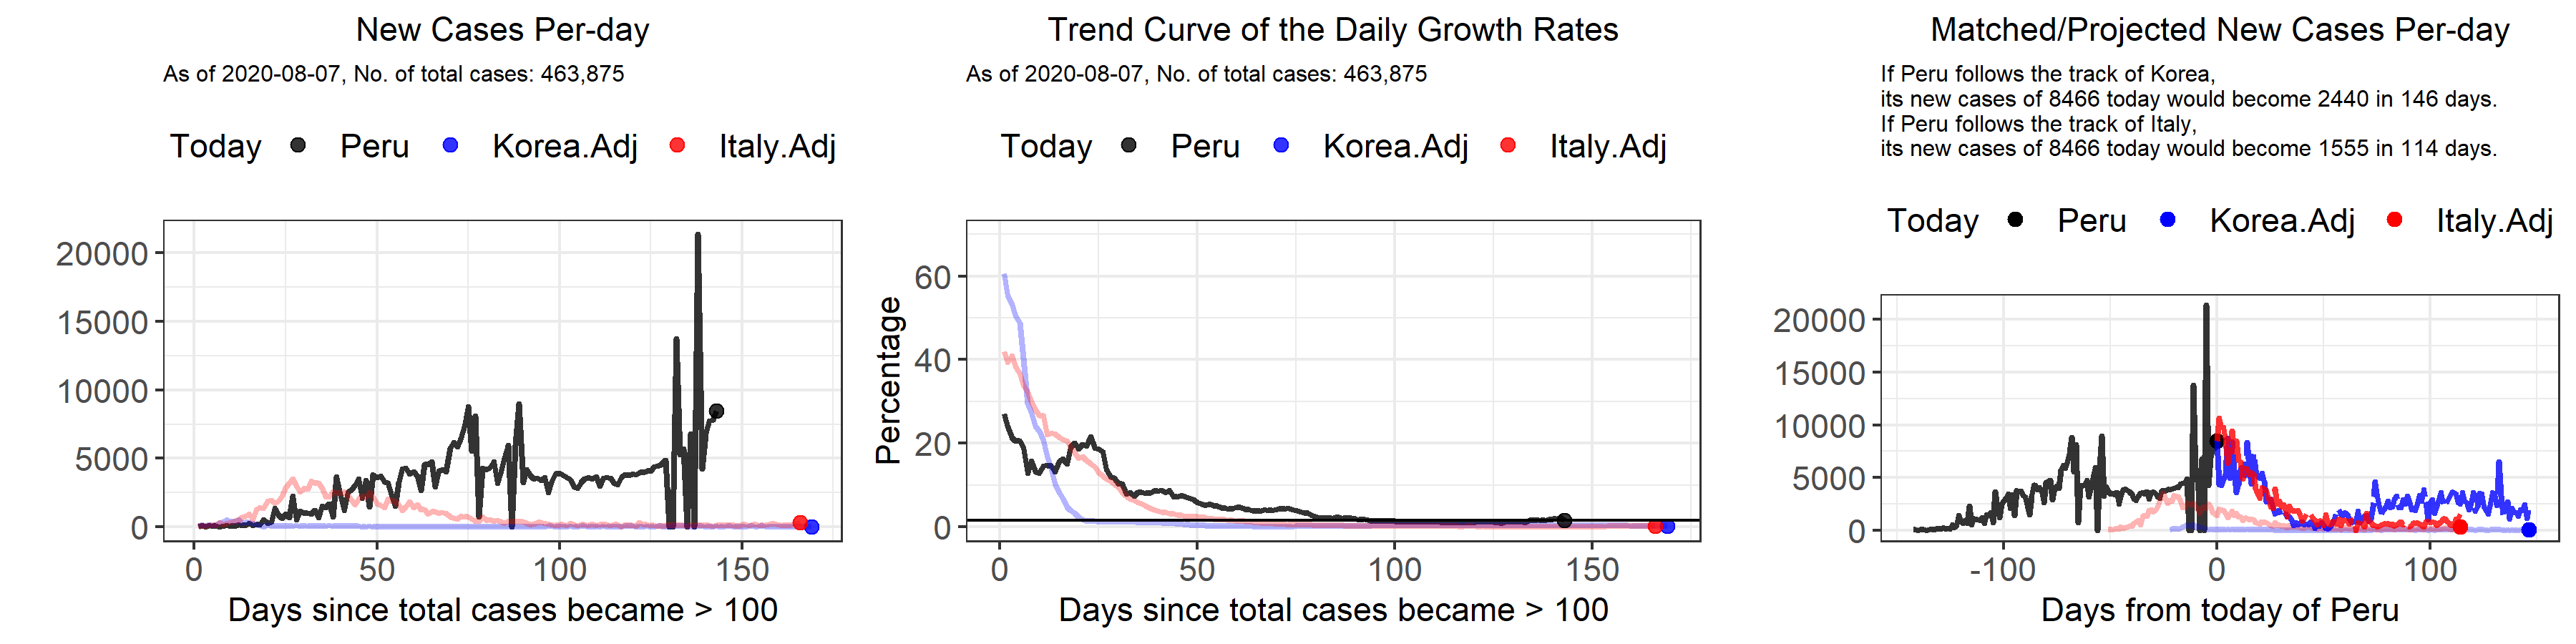 New Cases Per-day
As of 2020-08-07, No. of total cases: 463,875
Today Peru Korea.Adj Italy.Adj
20000
15000
10000
5000
0
0 50 100 150
Days since total cases became > 100
Trend Curve of the Daily Growth Rates
As of 2020-08-07, No. of total cases: 463,875
Today Peru Korea.Adj Italy.Adj
Percentage
60
40
20
0
0 50 100 150
Days since total cases became > 100
Matched/Projected New Cases Per-day
If Peru follows the track of Korea,
its new cases of 8466 today would become 2440 in 146 days.
If Peru follows the track of Italy,
its new cases of 8466 today would become 1555 in 114 days.
Today Peru Korea.Adj Italy.Adj
20000
15000
10000
5000
0
-100 0 100
Days from today of Peru